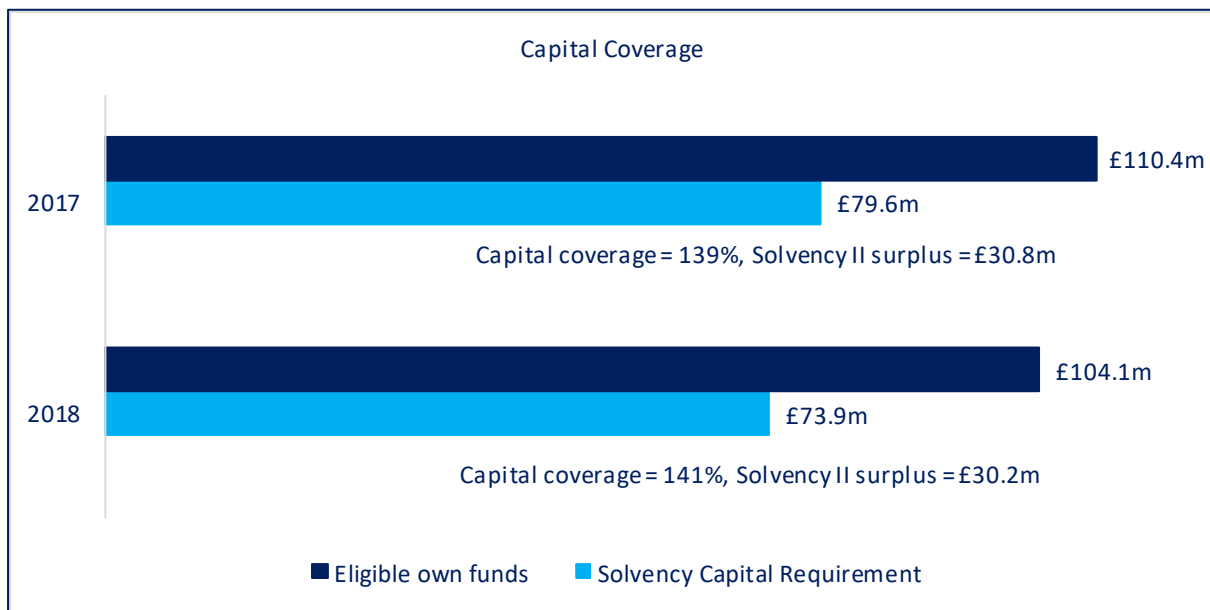 Capital Coverage
2017
£110.4m
£79.6m
Capital coverage = 139%, Solvency II surplus = £30.8m
2018
£104.1m
£73.9m
Capital coverage = 141%, Solvency II surplus = £30.2m
Eligible own funds
Solvency Capital Requirement